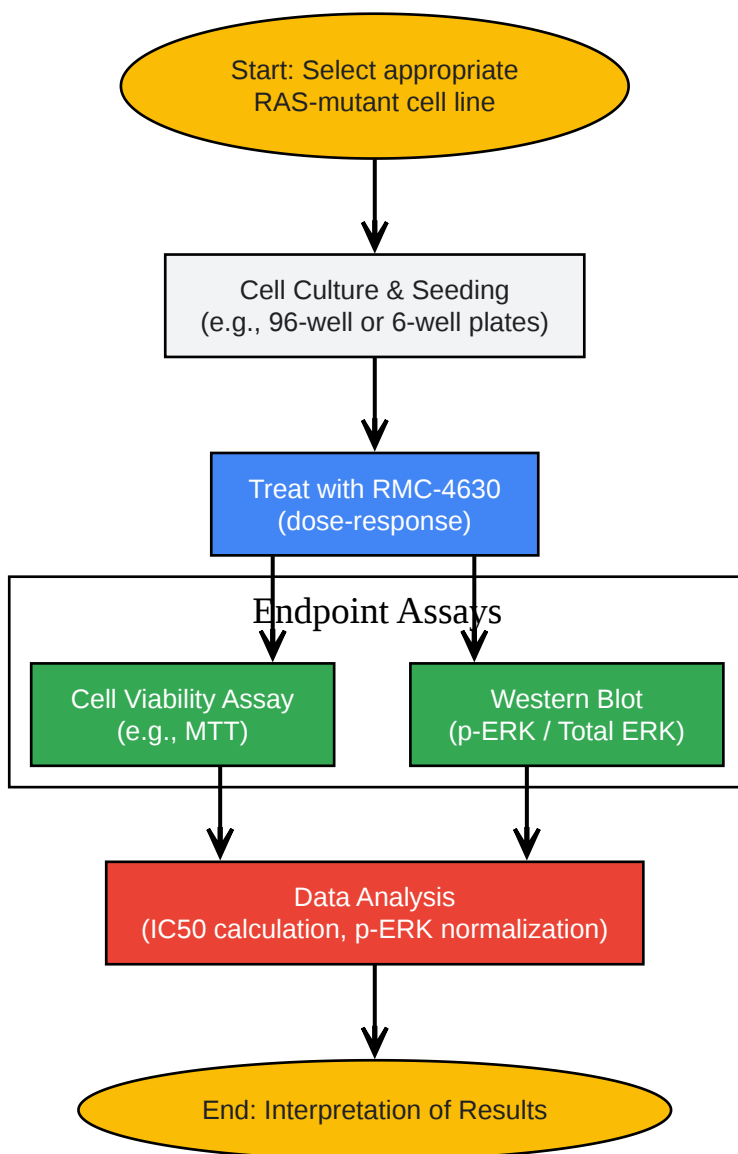 Start: Select appropriate
RAS-mutant cell line
Cell Culture & Seeding
(e.g., 96-well or 6-well plates)
Treat with RMC-4630
(dose-response)
Endpoint Assays
Cell Viability Assay
(e.g., MTT)
Western Blot
(p-ERK / Total ERK)
Data Analysis
(IC50 calculation, p-ERK normalization)
End: Interpretation of Results